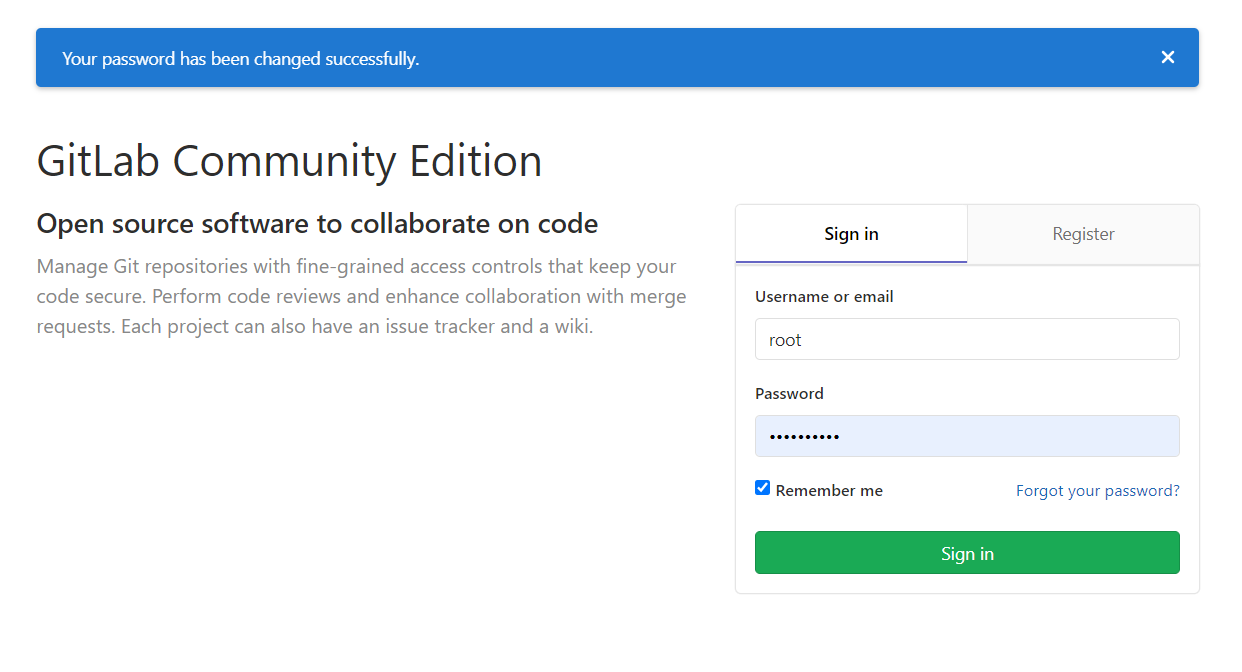 Your password has been changed successfully.
GitLab Community Edition
Open source software to collaborate on code
Manage Git repositories with fine-grained access controls that keep your
code secure. Perform code reviews and enhance collaboration with merge
requests. Each project can also have an issue tracker and a wiki.
Sign in
Register
Username or email
root
Password
••••••••••
Remember me
Forgot your password?
Sign in